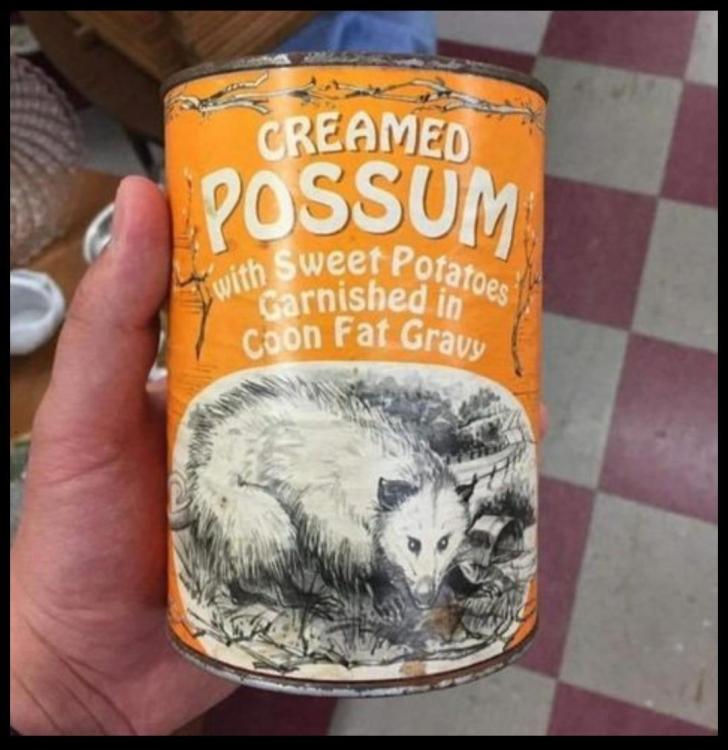 CREAMED
POSSUM
with Sweet Potatoes
Garnished in
Coon Fat Gravy